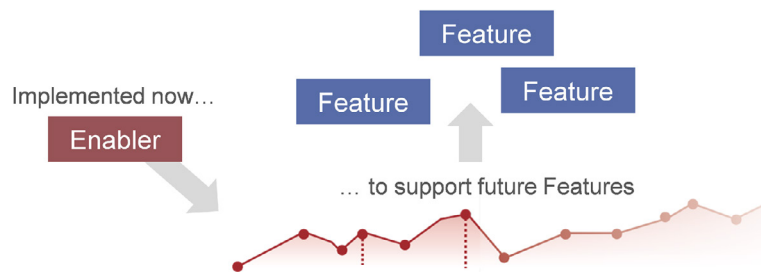 Feature
Feature
Feature
Implemented now…
Enabler
… to support future Features